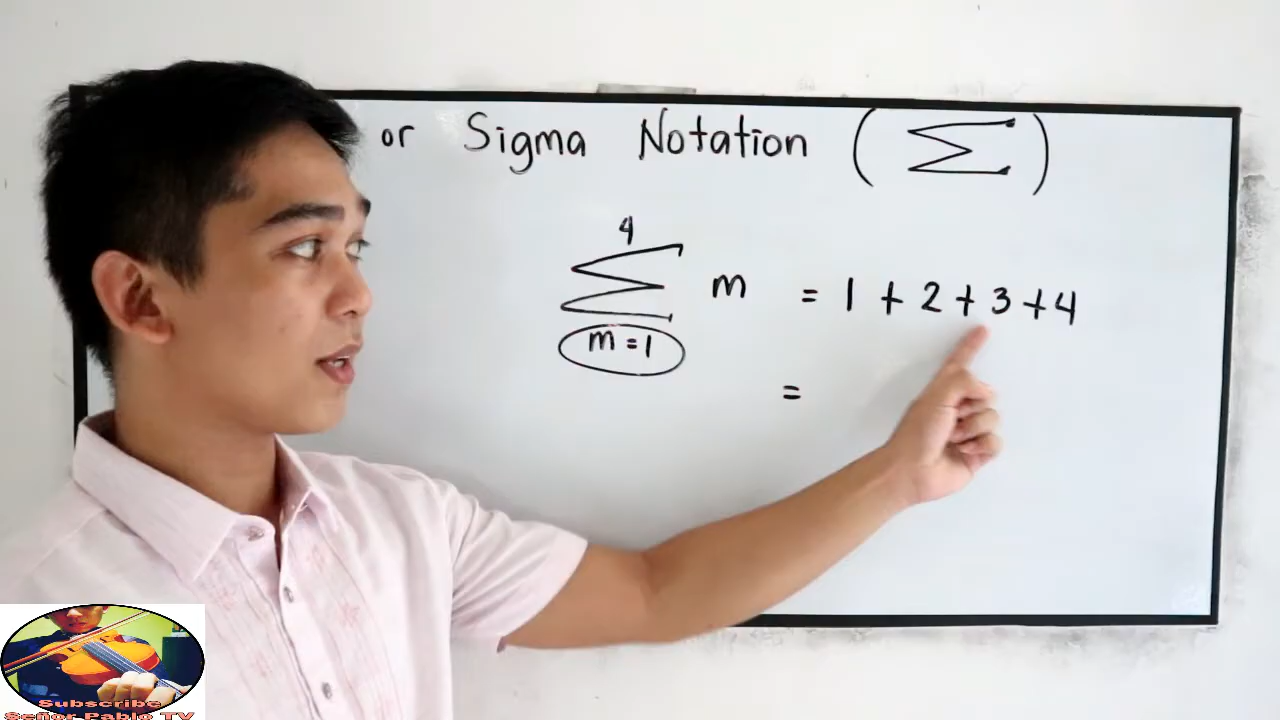 or Sigma Notation (Σ)
4
Σ m = 1 + 2 + 3 + 4
m = 1
=
Subscribe
Señor Pablo TV